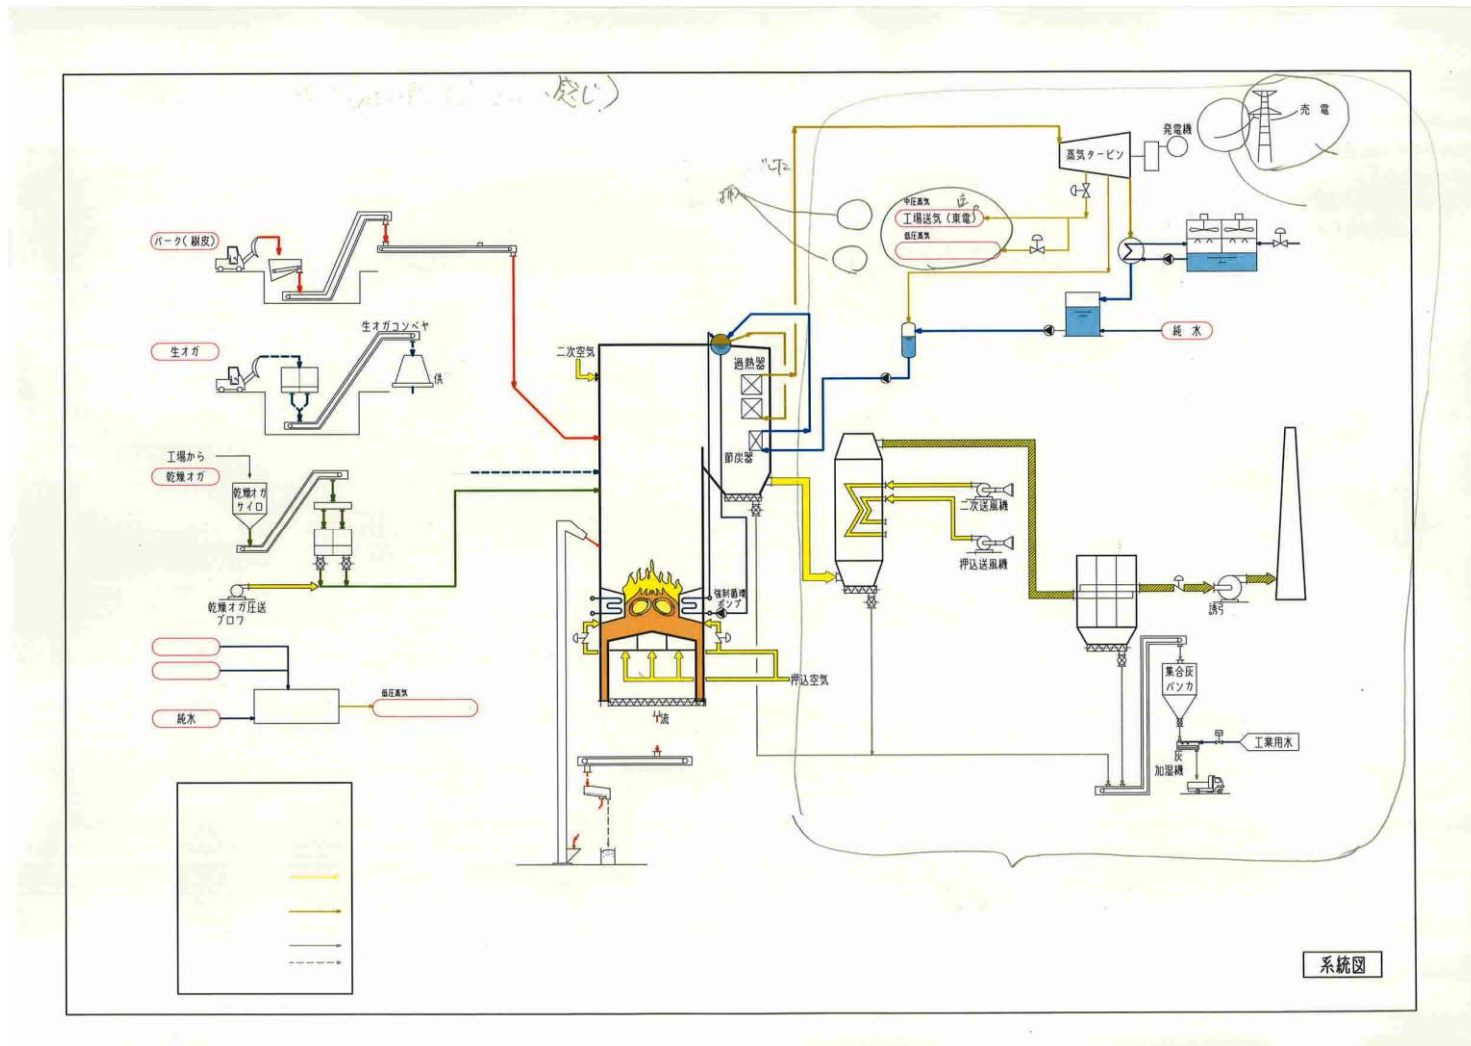 感じ)
売電
発電機
蒸気タービン
中圧蒸気
工場送気(東電)
低圧蒸気
バーク(樹皮)
生オガコンベヤ
生オガ
供
二次空気
過熱器
節炭器
純水
工場から
乾燥オガ
乾燥オガ
サイロ
二次送風機
押込送風機
乾燥オガ圧送
ブロワ
強制循環
ポンプ
誘引
押込空気
集合灰
バンカ
低圧蒸気
純水
流
工業用水
灰
加湿機
系統図